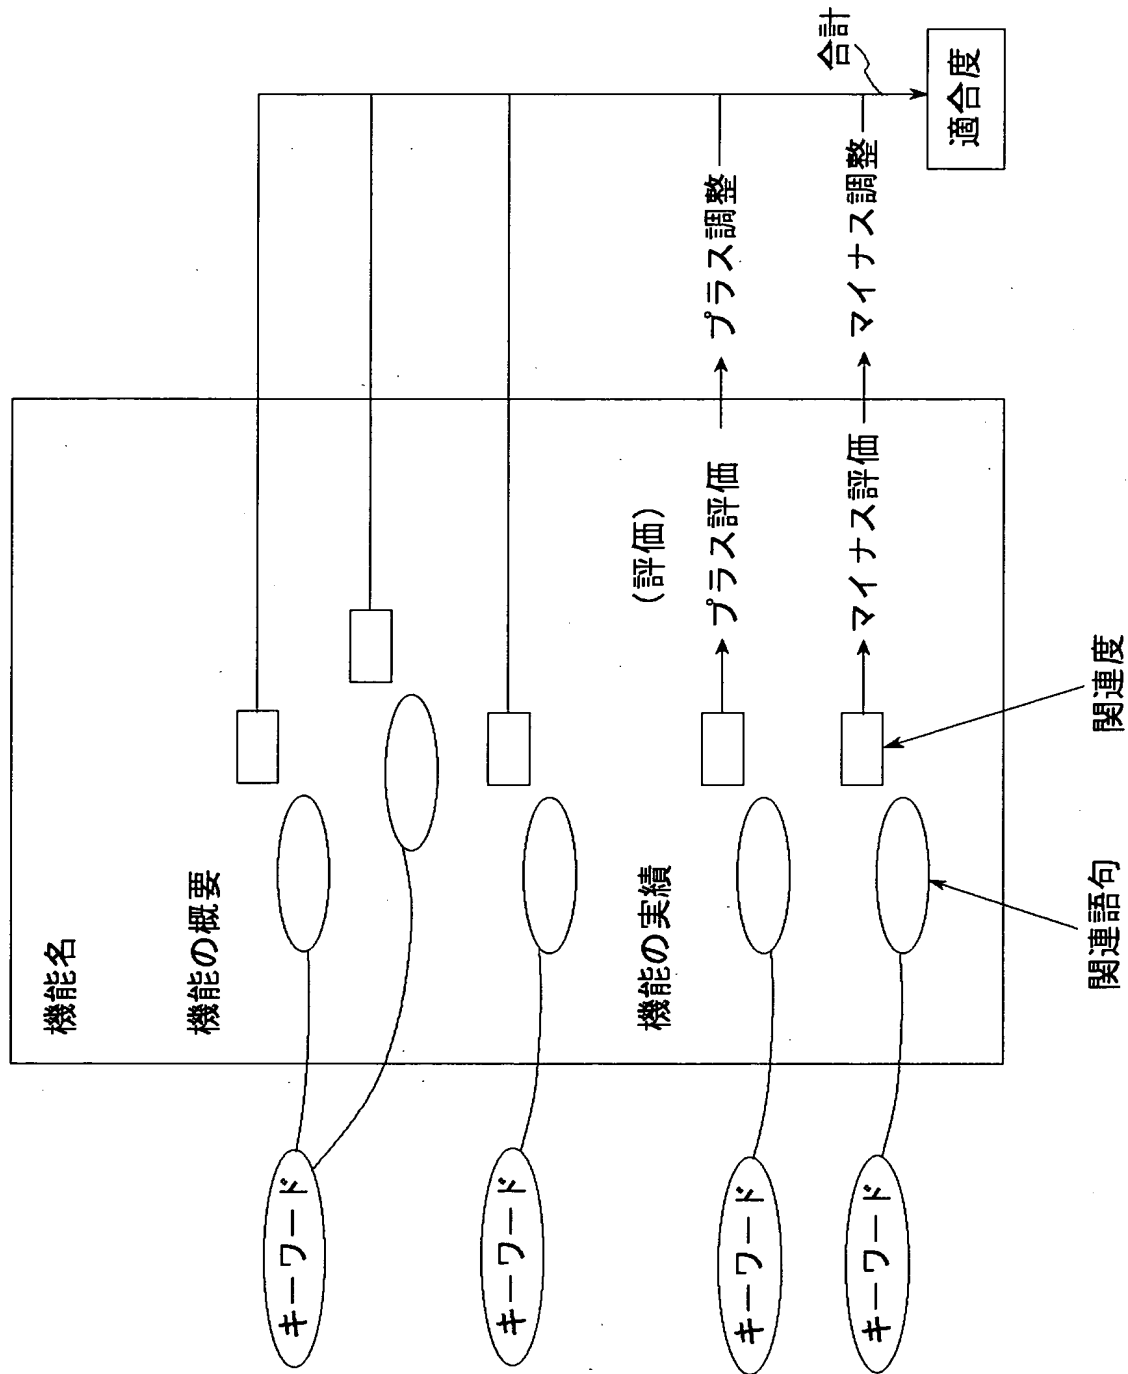 機能名
機能の概要
キーワード
キーワード
機能の実績
(評価)
キーワード
プラス評価
プラス調整
キーワード
マイナス評価
マイナス調整
合計
適合度
関連語句
関連度